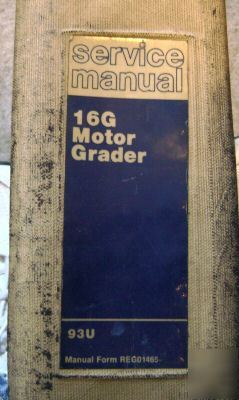 service
manual
16G
Motor
Grader
93U
Manual Form REG01465-